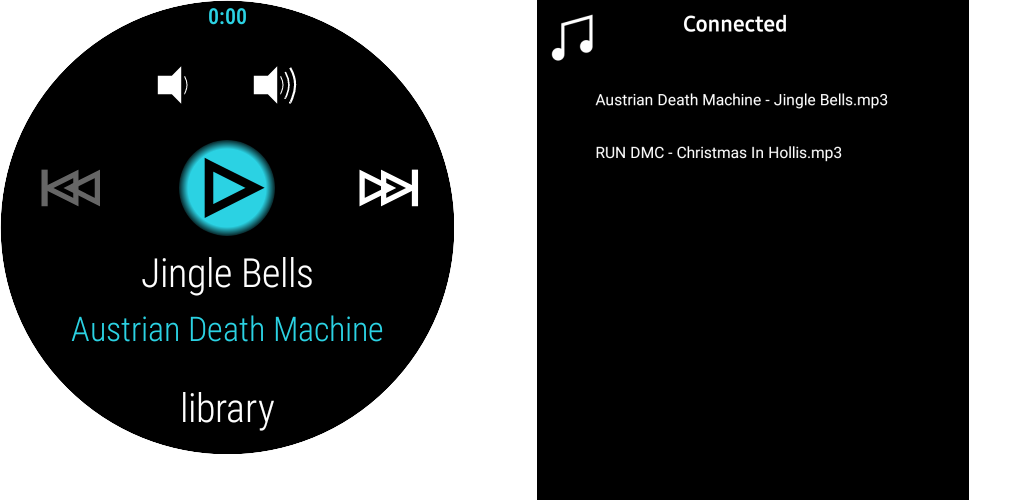 0:00
Jingle Bells
Austrian Death Machine
library
Connected
Austrian Death Machine - Jingle Bells.mp3
RUN DMC - Christmas In Hollis.mp3